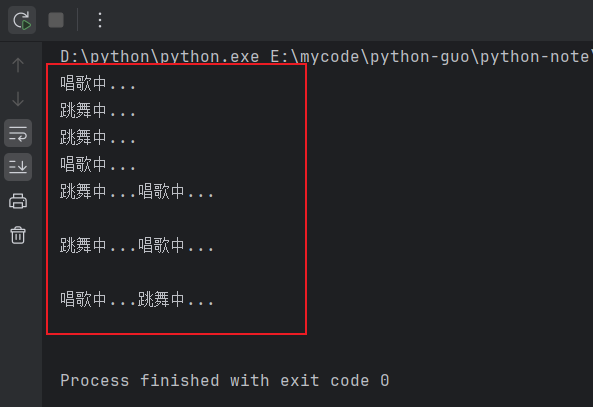 D:\python\python.exe E:\mycode\python-guo\python-note\
唱歌中...
跳舞中...
跳舞中...
唱歌中...
跳舞中...唱歌中...
跳舞中...唱歌中...
唱歌中...跳舞中...
Process finished with exit code 0